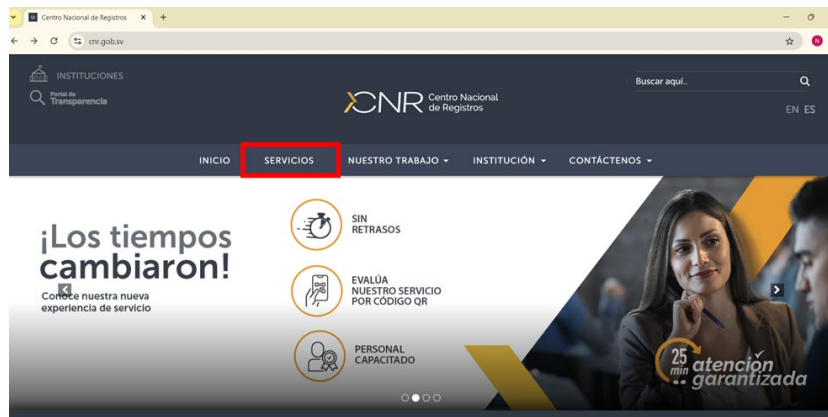 Centro Nacional de Registros
cnr.gob.sv
N
INSTITUCIONES
Portal de
Transparencia
CNR Centro Nacional
de Registros
Buscar aquí..
EN ES
INICIO SERVICIOS NUESTRO TRABAJO INSTITUCIÓN CONTÁCTENOS
¡Los tiempos
cambiaron!
Conoce nuestra nueva
experiencia de servicio
SIN
RETRASOS
EVALÚA
NUESTRO SERVICIO
POR CÓDIGO QR
PERSONAL
CAPACITADO
25
min
atención
garantizada